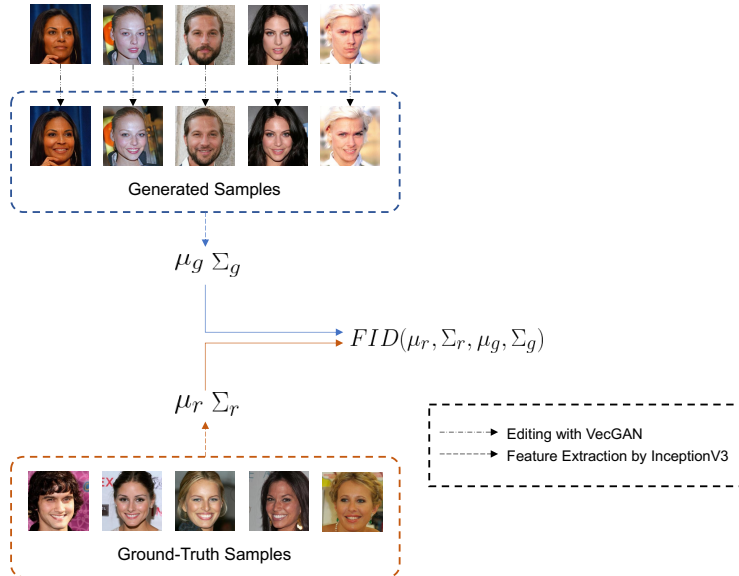 Generated Samples
μ_g Σ_g
FID(μ_r, Σ_r, μ_g, Σ_g)
μ_r Σ_r
Editing with VecGAN
Feature Extraction by InceptionV3
Ground-Truth Samples